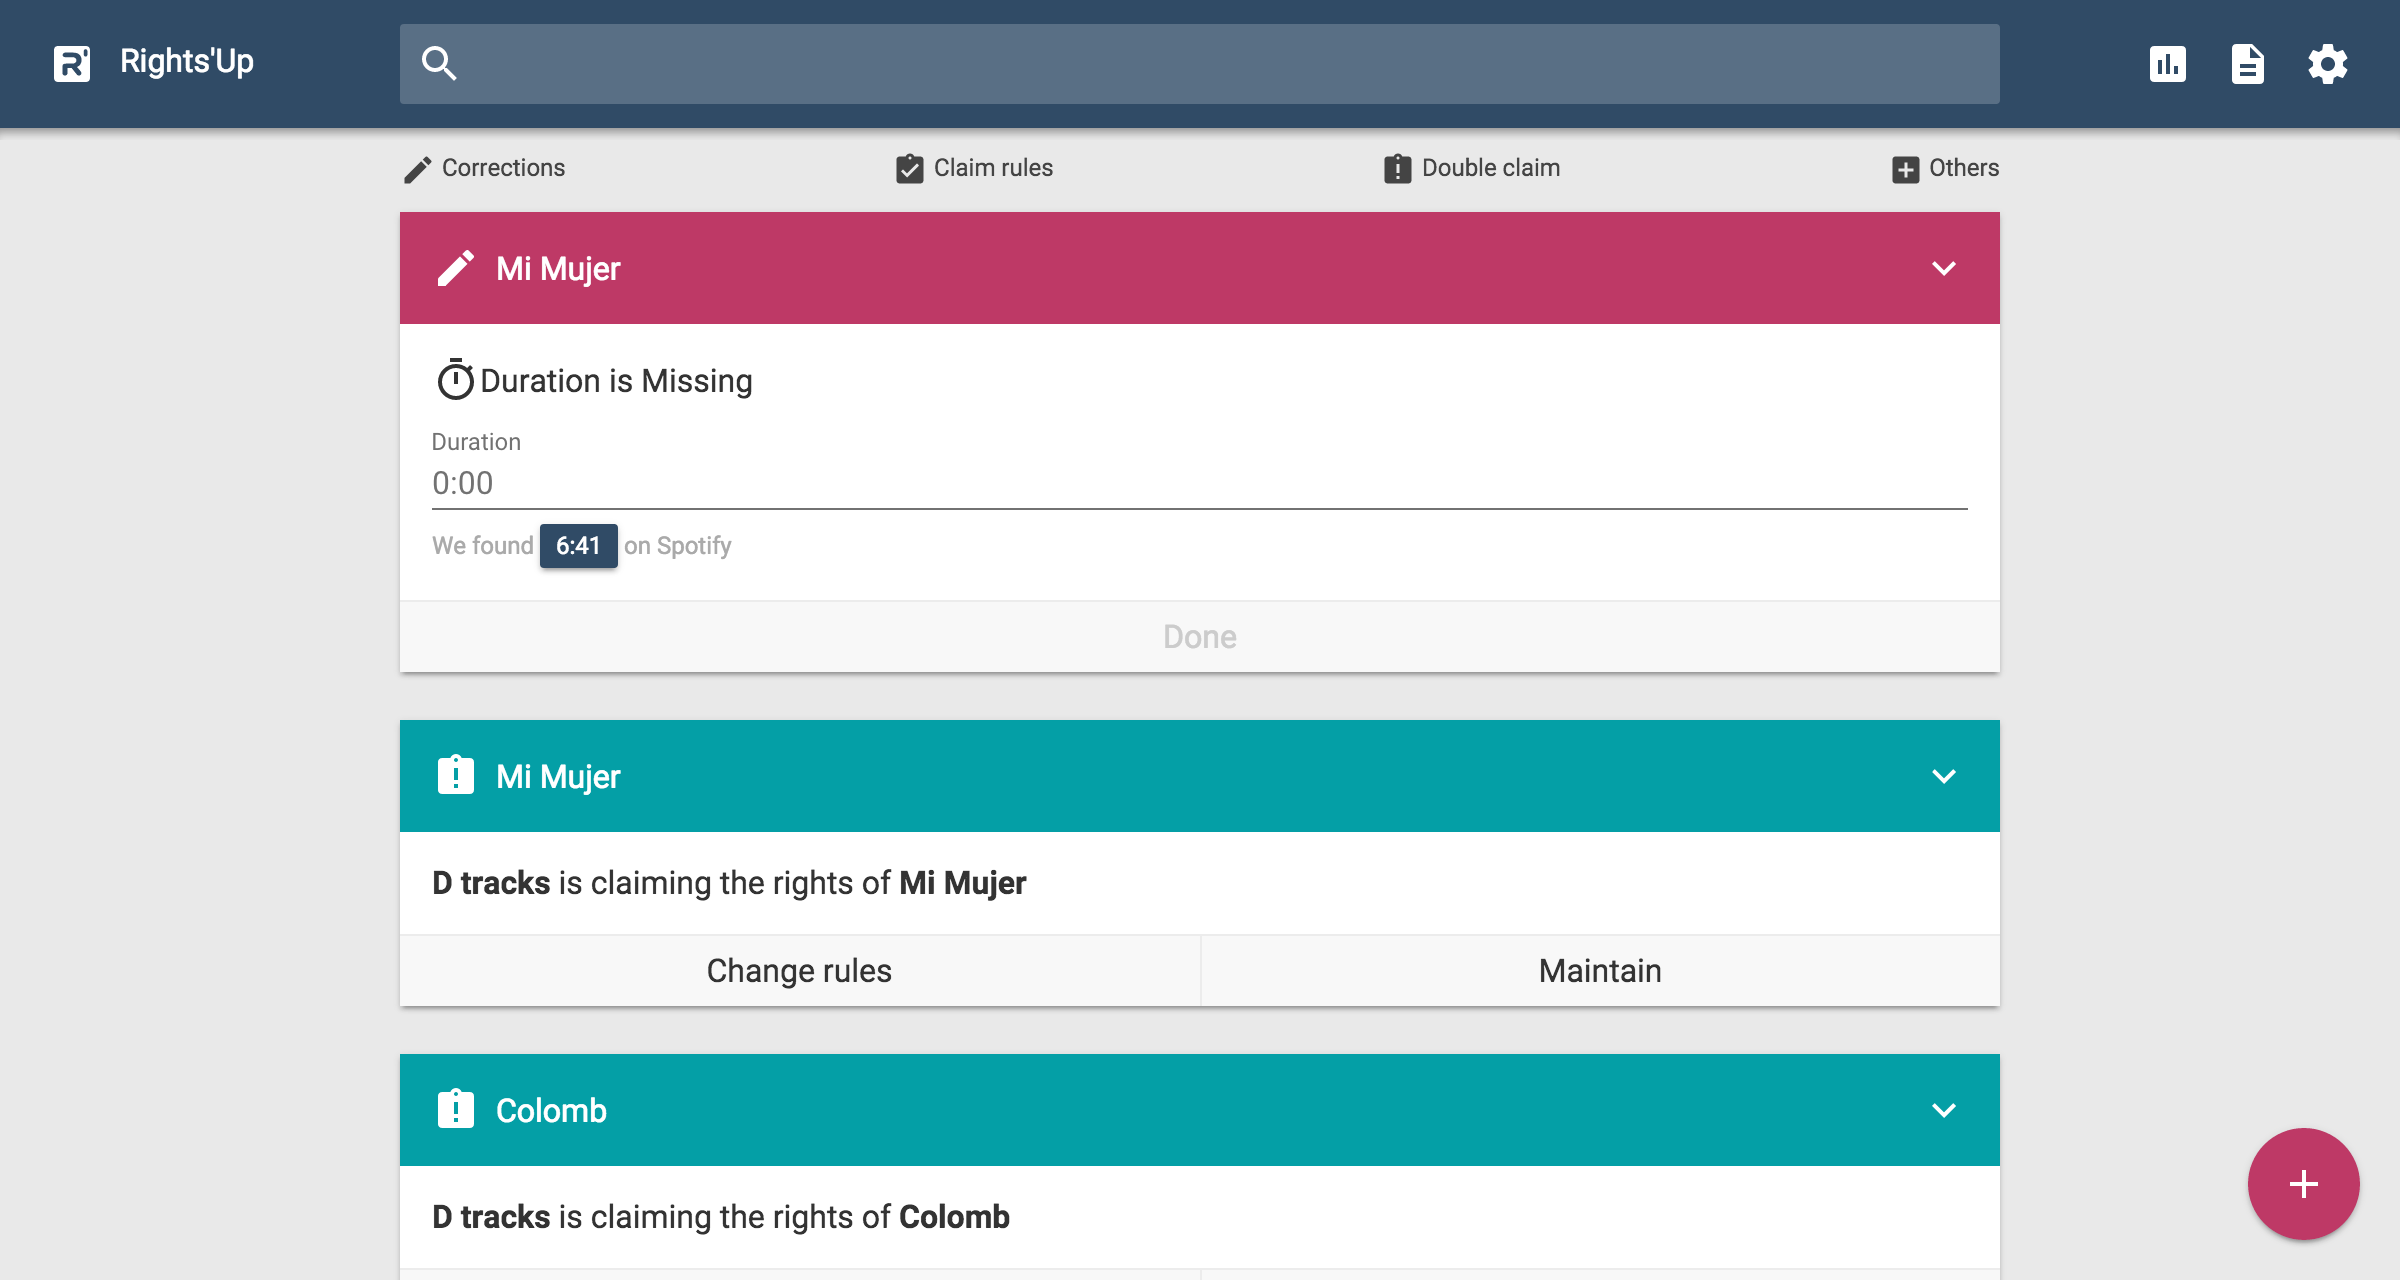 Rights'Up
Corrections
Claim rules
Double claim
Others
Mi Mujer
Duration is Missing
Duration
0:00
We found 6:41 on Spotify
Done
Mi Mujer
D tracks is claiming the rights of Mi Mujer
Change rules
Maintain
Colomb
D tracks is claiming the rights of Colomb